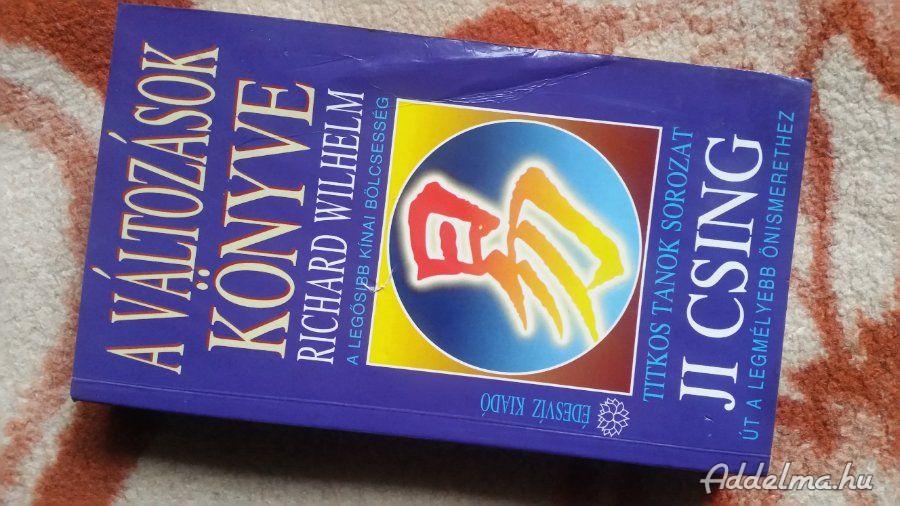 A VÁLTOZÁSOK
KÖNYVE
RICHARD WILHELM
A LEGŐSIBB KÍNAI BÖLCSESSÉG
易
ÉDESVÍZ KIADÓ
TITKOS TANOK SOROZAT
JI CSING
ÚT A LEGMÉLYEBB ÖNISMERETHEZ
Addelma.hu